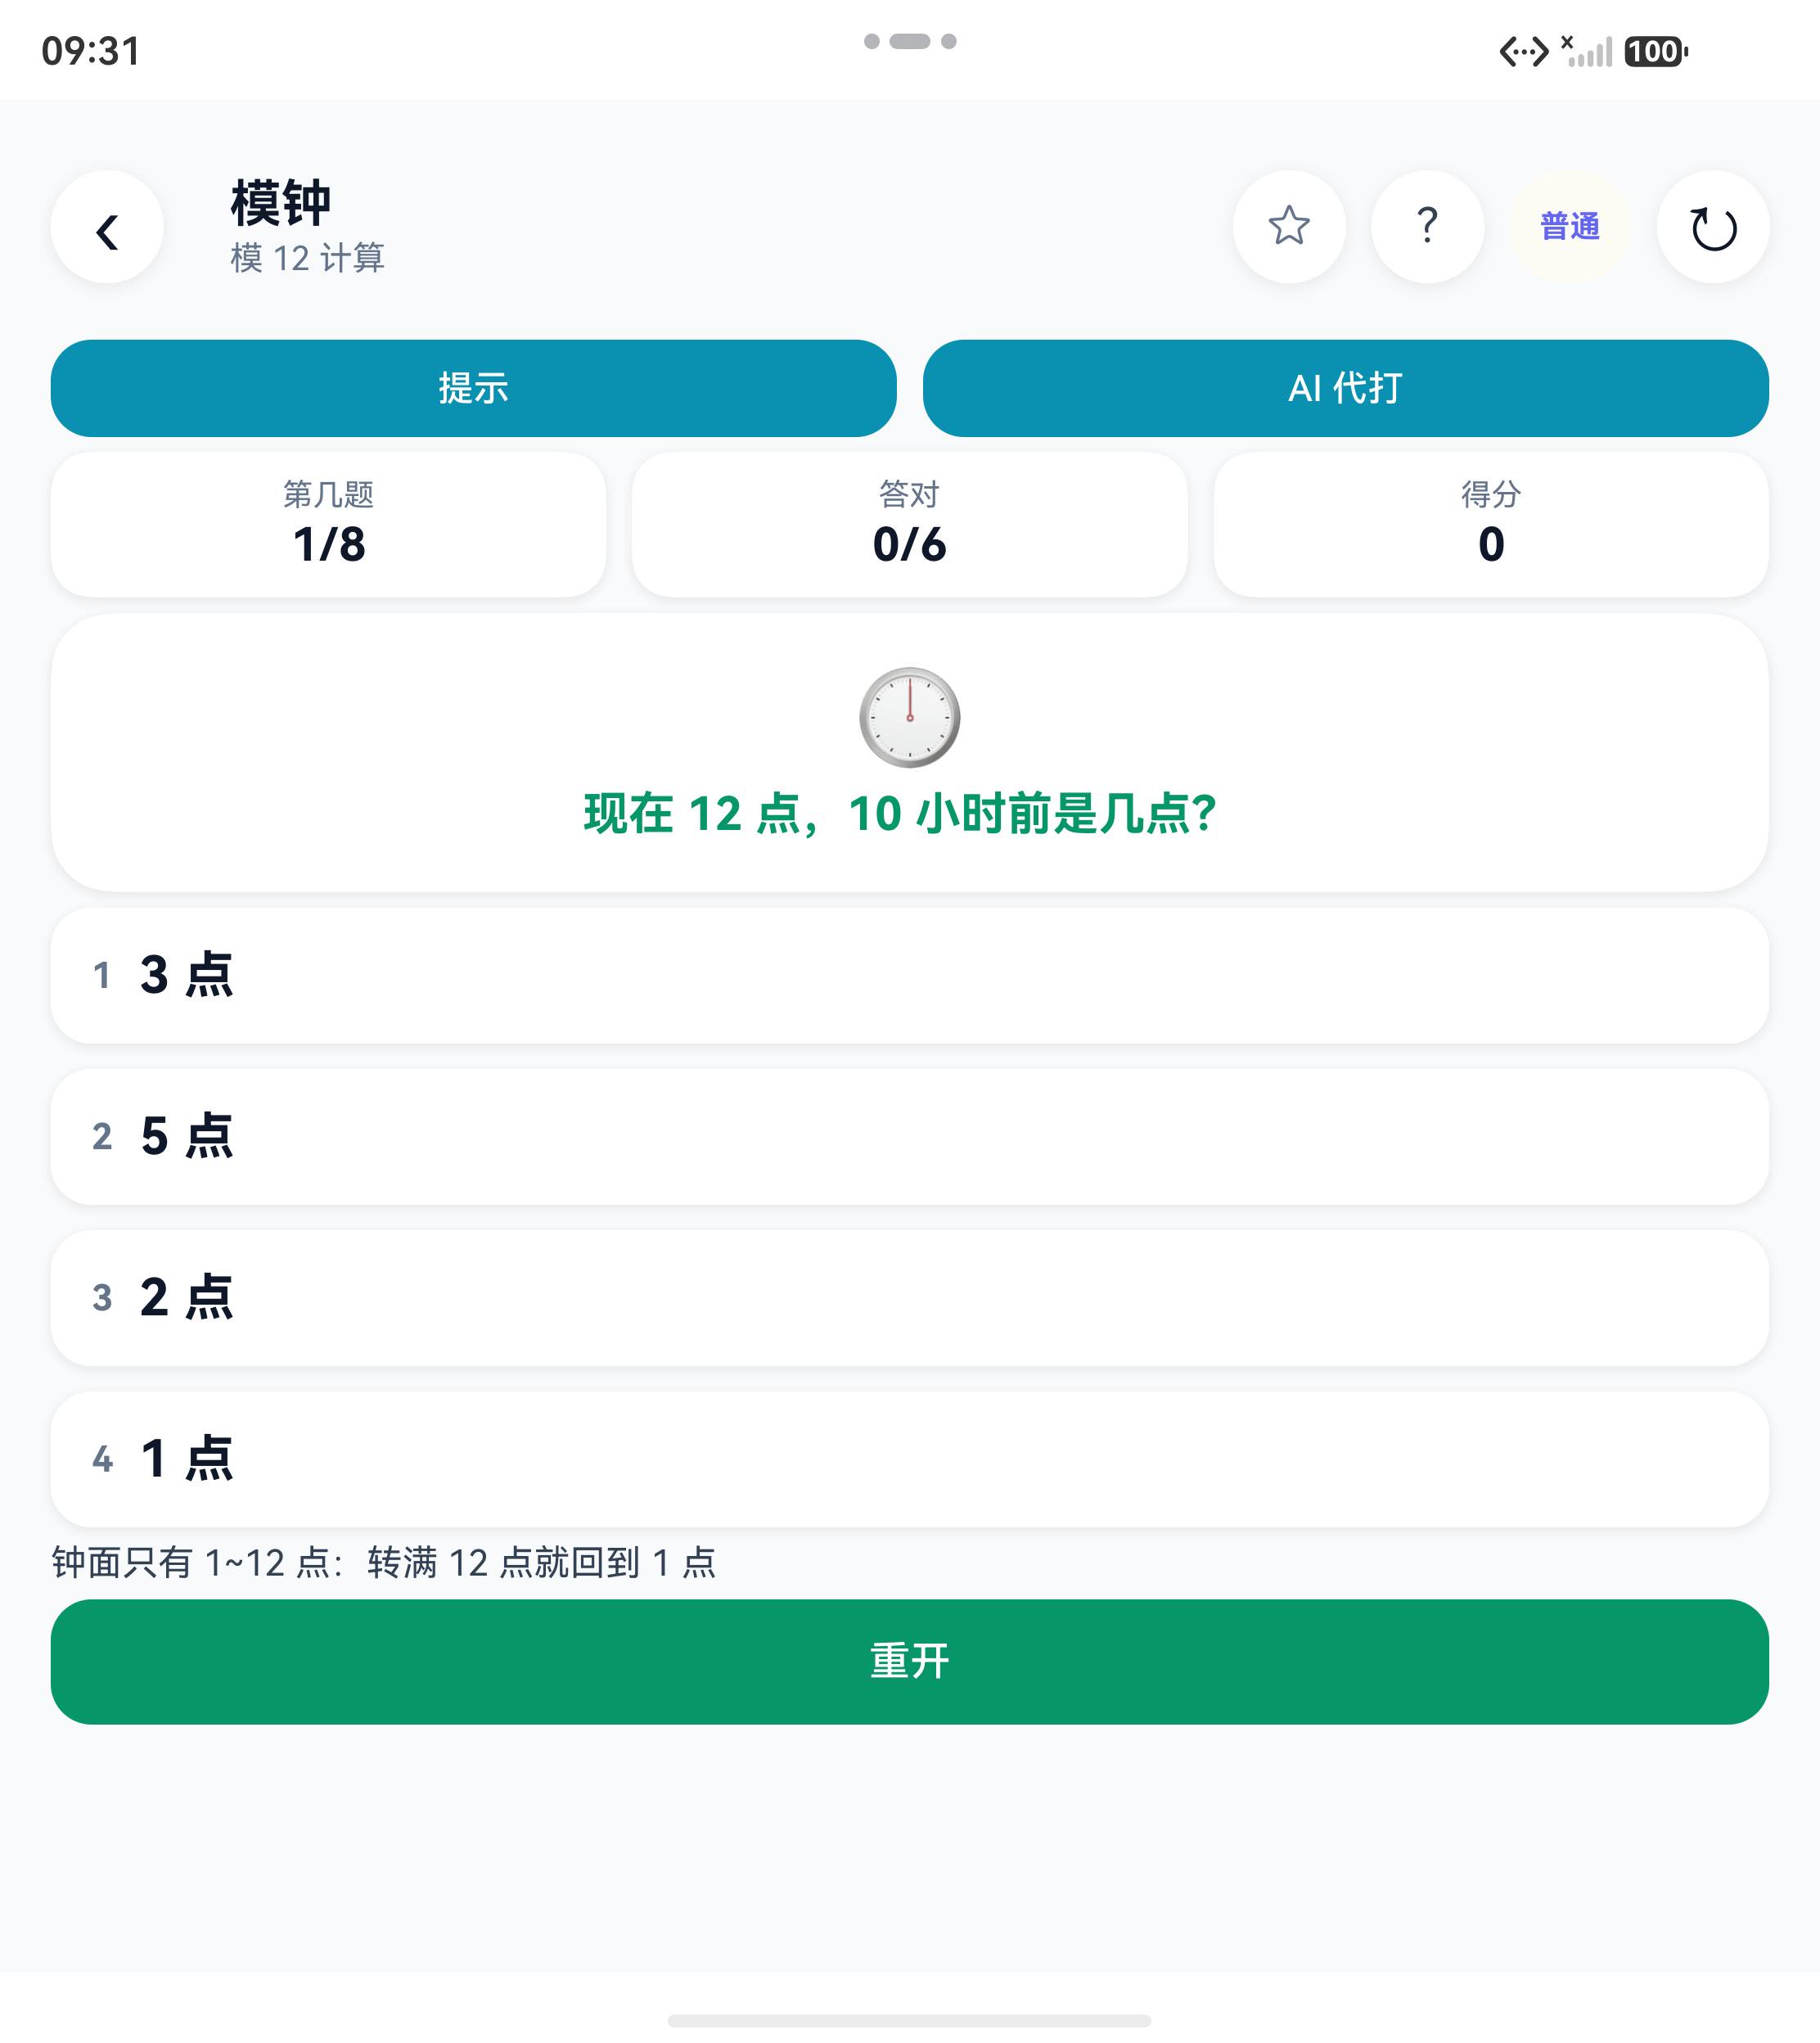 09:31
100
模钟
模 12 计算
?
普通
提示
AI 代打
第几题
1/8
答对
0/6
得分
0
现在 12 点，10 小时前是几点？
1 3 点
2 5 点
3 2 点
4 1 点
钟面只有 1~12 点：转满 12 点就回到 1 点
重开